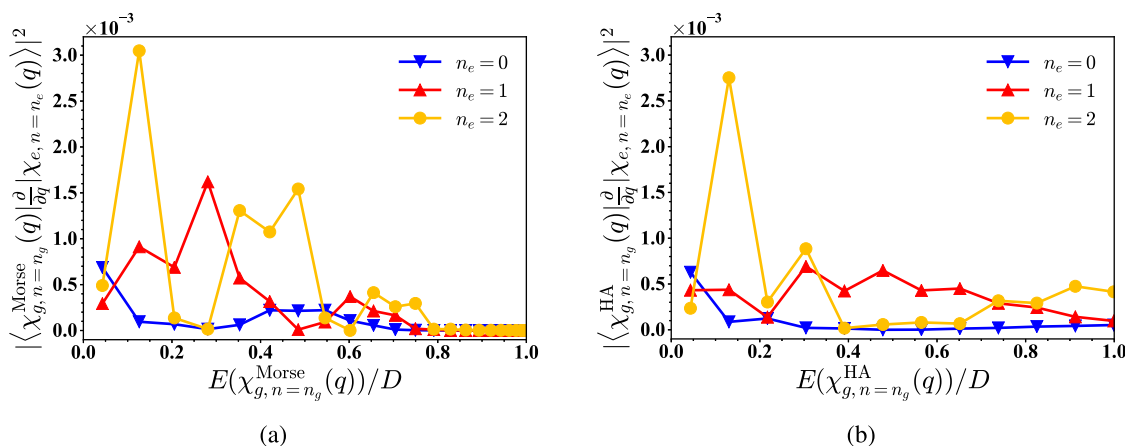 ×10⁻³
3.0
2.5
2.0
1.5
1.0
0.5
0.0
0.0 0.2 0.4 0.6 0.8 1.0
|⟨χ^Morse_{g, n=n_g}(q)|∂/∂q|χ_{e, n=n_e}(q)⟩|²
E(χ^Morse_{g, n=n_g}(q))/D
n_e = 0
n_e = 1
n_e = 2
(a)
×10⁻³
3.0
2.5
2.0
1.5
1.0
0.5
0.0
0.0 0.2 0.4 0.6 0.8 1.0
|⟨χ^HA_{g, n=n_g}(q)|∂/∂q|χ_{e, n=n_e}(q)⟩|²
E(χ^HA_{g, n=n_g}(q))/D
n_e = 0
n_e = 1
n_e = 2
(b)